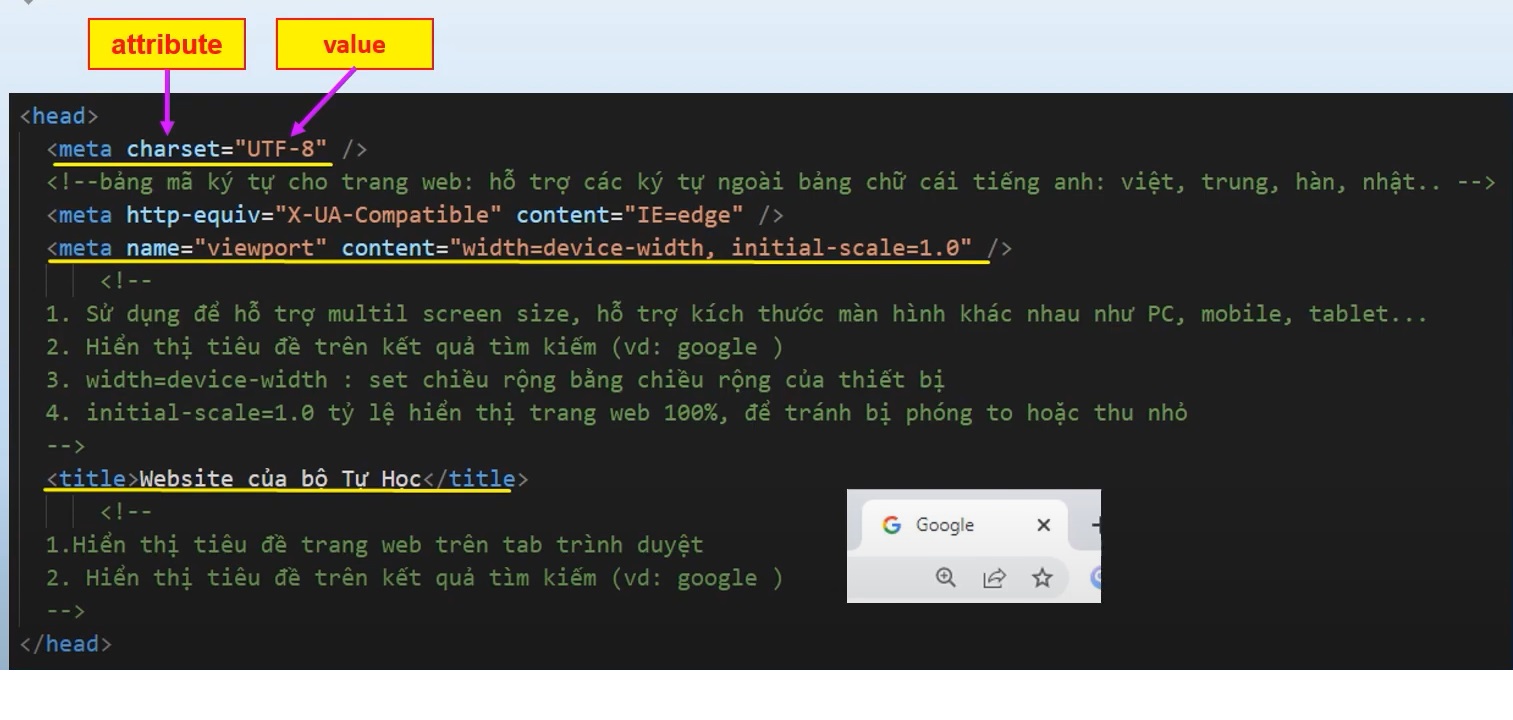 attribute value
<head>
<meta charset="UTF-8" />
<!--bảng mã ký tự cho trang web: hỗ trợ các ký tự ngoài bảng chữ cái tiếng anh: việt, trung, hàn, nhật.. -->
<meta http-equiv="X-UA-Compatible" content="IE=edge" />
<meta name="viewport" content="width=device-width, initial-scale=1.0" />
<!--
1. Sử dụng để hỗ trợ multil screen size, hỗ trợ kích thước màn hình khác nhau như PC, mobile, tablet...
2. Hiển thị tiêu đề trên kết quả tìm kiếm (vd: google )
3. width=device-width : set chiều rộng bằng chiều rộng của thiết bị
4. initial-scale=1.0 tỷ lệ hiển thị trang web 100%, để tránh bị phóng to hoặc thu nhỏ
-->
<title>Website của bộ Tự Học</title>
<!--
1.Hiển thị tiêu đề trang web trên tab trình duyệt
2. Hiển thị tiêu đề trên kết quả tìm kiếm (vd: google )
-->
</head>
Google